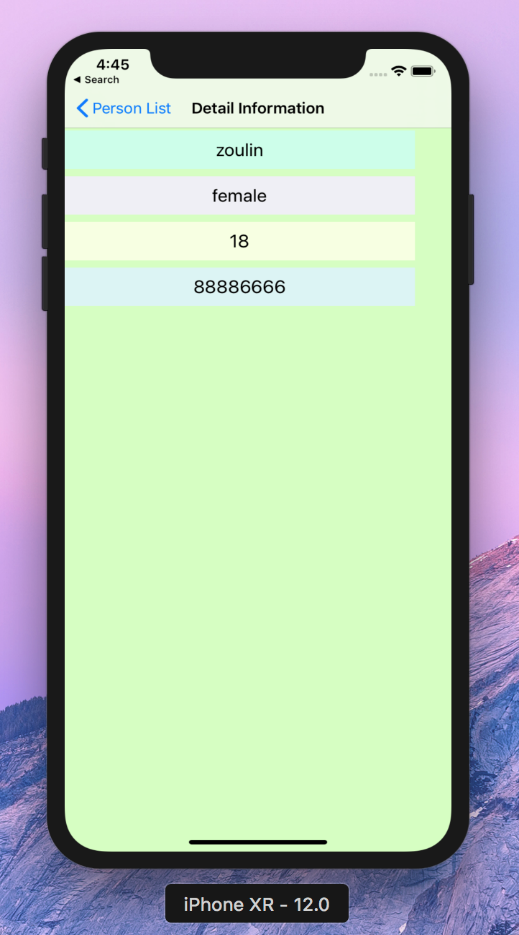 4:45
◀ Search
Person List Detail Information
zoulin
female
18
88886666
iPhone XR - 12.0